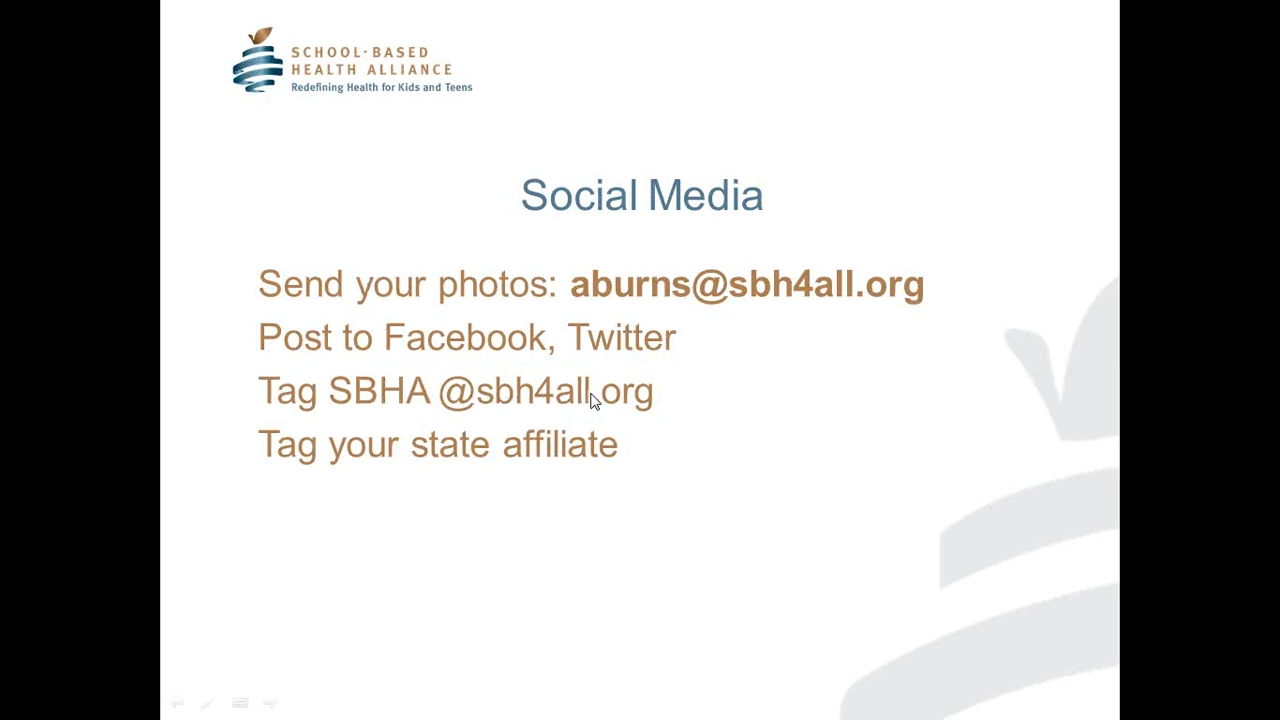 SCHOOL-BASED
HEALTH ALLIANCE
Redefining Health for Kids and Teens
Social Media
Send your photos: aburns@sbh4all.org
Post to Facebook, Twitter
Tag SBHA @sbh4all.org
Tag your state affiliate